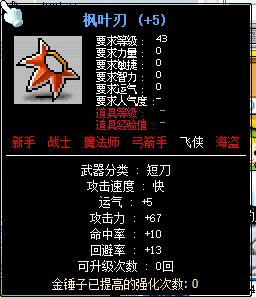 枫叶刃 (+5)
要求等级: 43
要求力量: 0
要求敏捷: 0
要求智力: 0
要求运气: 0
要求人气度: -
道具等级: -
道具经验值: -
新手 战士 魔法师 弓箭手 飞侠 海盗
武器分类: 短刀
攻击速度: 快
运气: +5
攻击力: +67
命中率: +10
回避率: +13
可升级次数: 0回
金锤子已提高的强化次数: 0